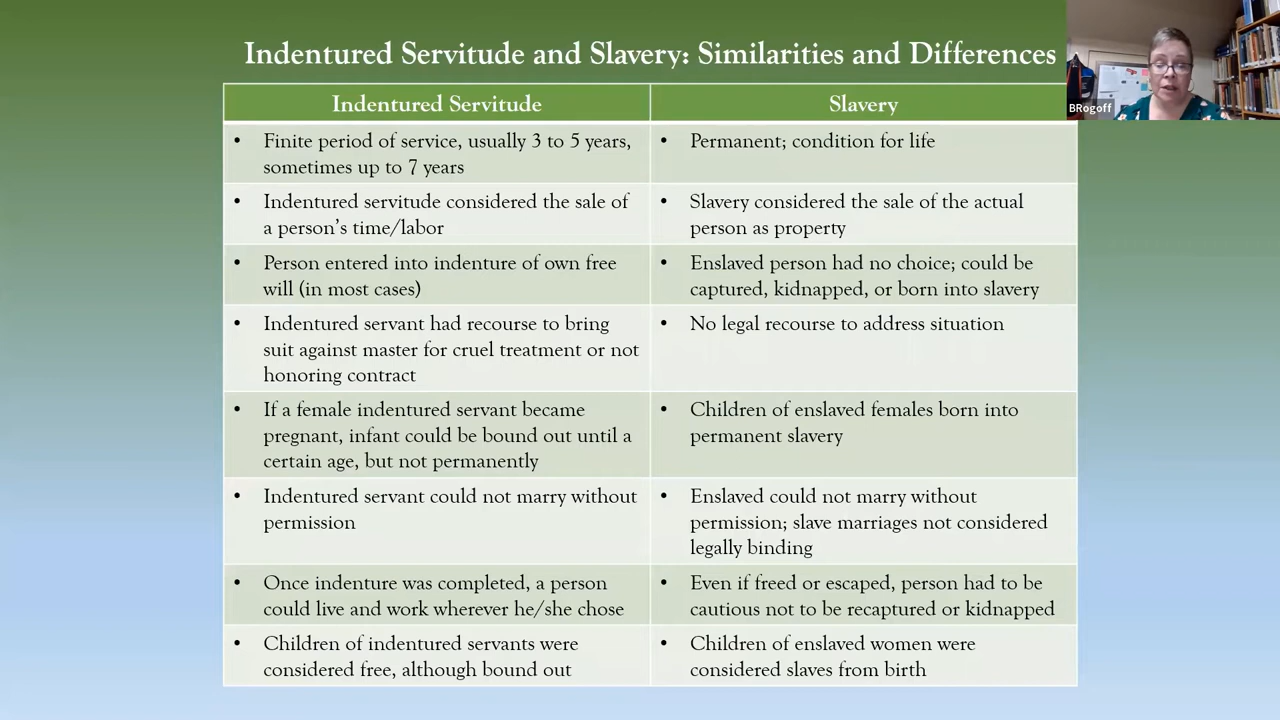 Indentured Servitude and Slavery: Similarities and Differences
BRogoff
Indentured Servitude
Slavery
• Finite period of service, usually 3 to 5 years,
sometimes up to 7 years
• Permanent; condition for life
• Indentured servitude considered the sale of
a person’s time/labor
• Slavery considered the sale of the actual
person as property
• Person entered into indenture of own free
will (in most cases)
• Enslaved person had no choice; could be
captured, kidnapped, or born into slavery
• Indentured servant had recourse to bring
suit against master for cruel treatment or not
honoring contract
• No legal recourse to address situation
• If a female indentured servant became
pregnant, infant could be bound out until a
certain age, but not permanently
• Children of enslaved females born into
permanent slavery
• Indentured servant could not marry without
permission
• Enslaved could not marry without
permission; slave marriages not considered
legally binding
• Once indenture was completed, a person
could live and work wherever he/she chose
• Even if freed or escaped, person had to be
cautious not to be recaptured or kidnapped
• Children of indentured servants were
considered free, although bound out
• Children of enslaved women were
considered slaves from birth